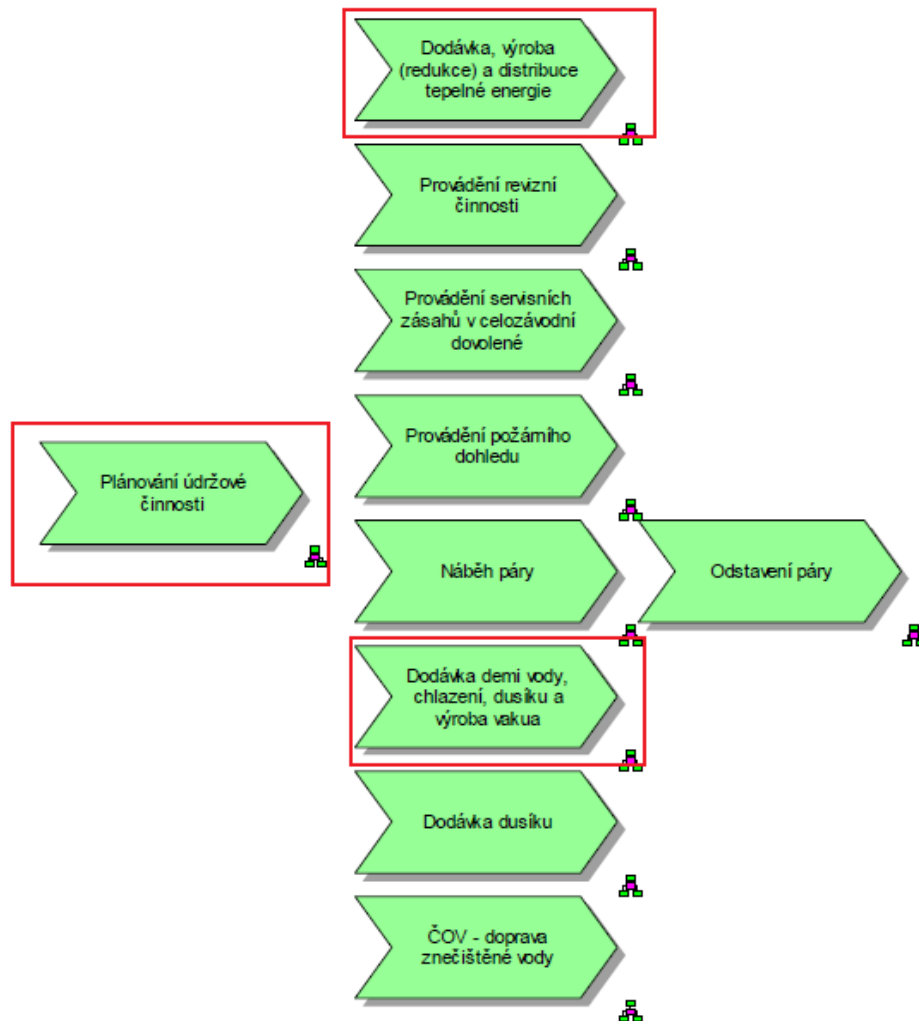 Dodávka, výroba
(redukce) a distribuce
tepelné energie
Provádění revizní
činnosti
Provádění servisních
zásahů v celozávodní
dovolené
Provádění požárního
dohledu
Plánování údržové
činnosti
Náběh páry
Odstavení páry
Dodávka demi vody,
chlazení, dusíku a
výroba vakua
Dodávka dusíku
ČOV - doprava
znečištěné vody